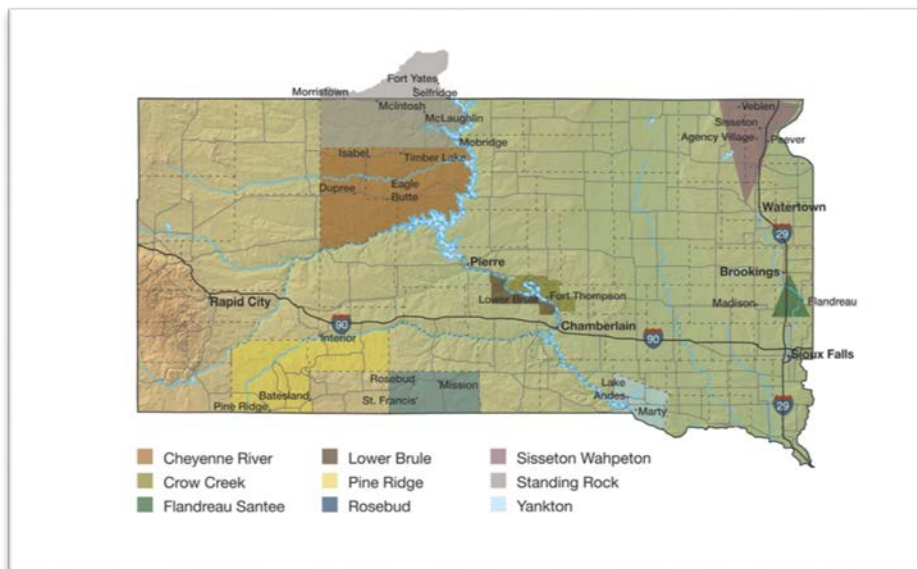 Fort Yates
Morristown
Selfridge
McIntosh
McLaughlin
Mobridge
Isabel
Timber Lake
Dupree
Eagle
Butte
Veblen
Sisseton
Agency Village
Peever
Watertown
29
Pierre
Brookings
Lower Brule
Fort Thompson
Madison
Flandreau
Rapid City
90
Interior
Chamberlain
90
Sioux Falls
Rosebud
Mission
Batesland
St. Francis
Pine Ridge
Lake
Andes
Marty
29
Cheyenne River
Crow Creek
Flandreau Santee
Lower Brule
Pine Ridge
Rosebud
Sisseton Wahpeton
Standing Rock
Yankton